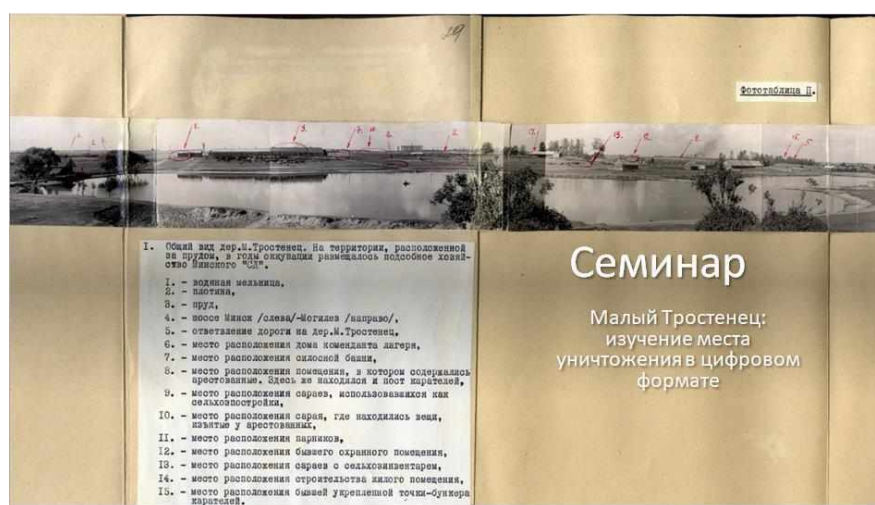 29
Фототаблица П.
I. Общий вид дер.М.Тростенец. На территории, расположенной
за прудом, в годы оккупации размещалось подсобное хозяй-
ство Минского "СД".
1. - водяная мельница,
2. - плотина,
3. - пруд,
4. - шоссе Минск /слева/-Могилев /направо/,
5. - ответвление дороги на дер.М.Тростенец,
6. - место расположения дома коменданта лагеря,
7. - место расположения силосной башни,
8. - место расположения помещения, в котором содержались
арестованные. Здесь же находился и пост карателей,
9. - место расположения сараев, использовавшихся как
сельхозпостройки,
10. - место расположения сарая, где находились вещи,
изъятые у арестованных,
II. - место расположения парников,
I2. - место расположения бывшего охранного помещения,
I3. - место расположения сараев с сельхозинвентарем,
I4. - место расположения строительства жилого помещения,
I5. - место расположения бывшей укрепленной точки-бункера
карателей.
Семинар
Малый Тростенец:
изучение места
уничтожения в цифровом
формате